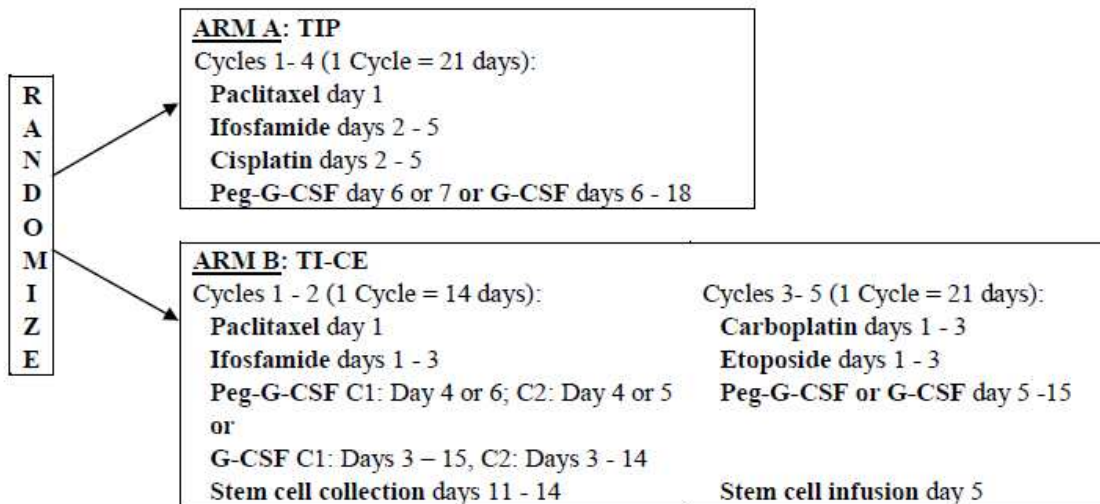 R
A
N
D
O
M
I
Z
E
ARM A: TIP
Cycles 1- 4 (1 Cycle = 21 days):
Paclitaxel day 1
Ifosfamide days 2 - 5
Cisplatin days 2 - 5
Peg-G-CSF day 6 or 7 or G-CSF days 6 - 18
ARM B: TI-CE
Cycles 1 - 2 (1 Cycle = 14 days):
Paclitaxel day 1
Ifosfamide days 1 - 3
Peg-G-CSF C1: Day 4 or 6; C2: Day 4 or 5
or
G-CSF C1: Days 3 – 15, C2: Days 3 - 14
Stem cell collection days 11 - 14
Cycles 3- 5 (1 Cycle = 21 days):
Carboplatin days 1 - 3
Etoposide days 1 - 3
Peg-G-CSF or G-CSF day 5 -15
Stem cell infusion day 5